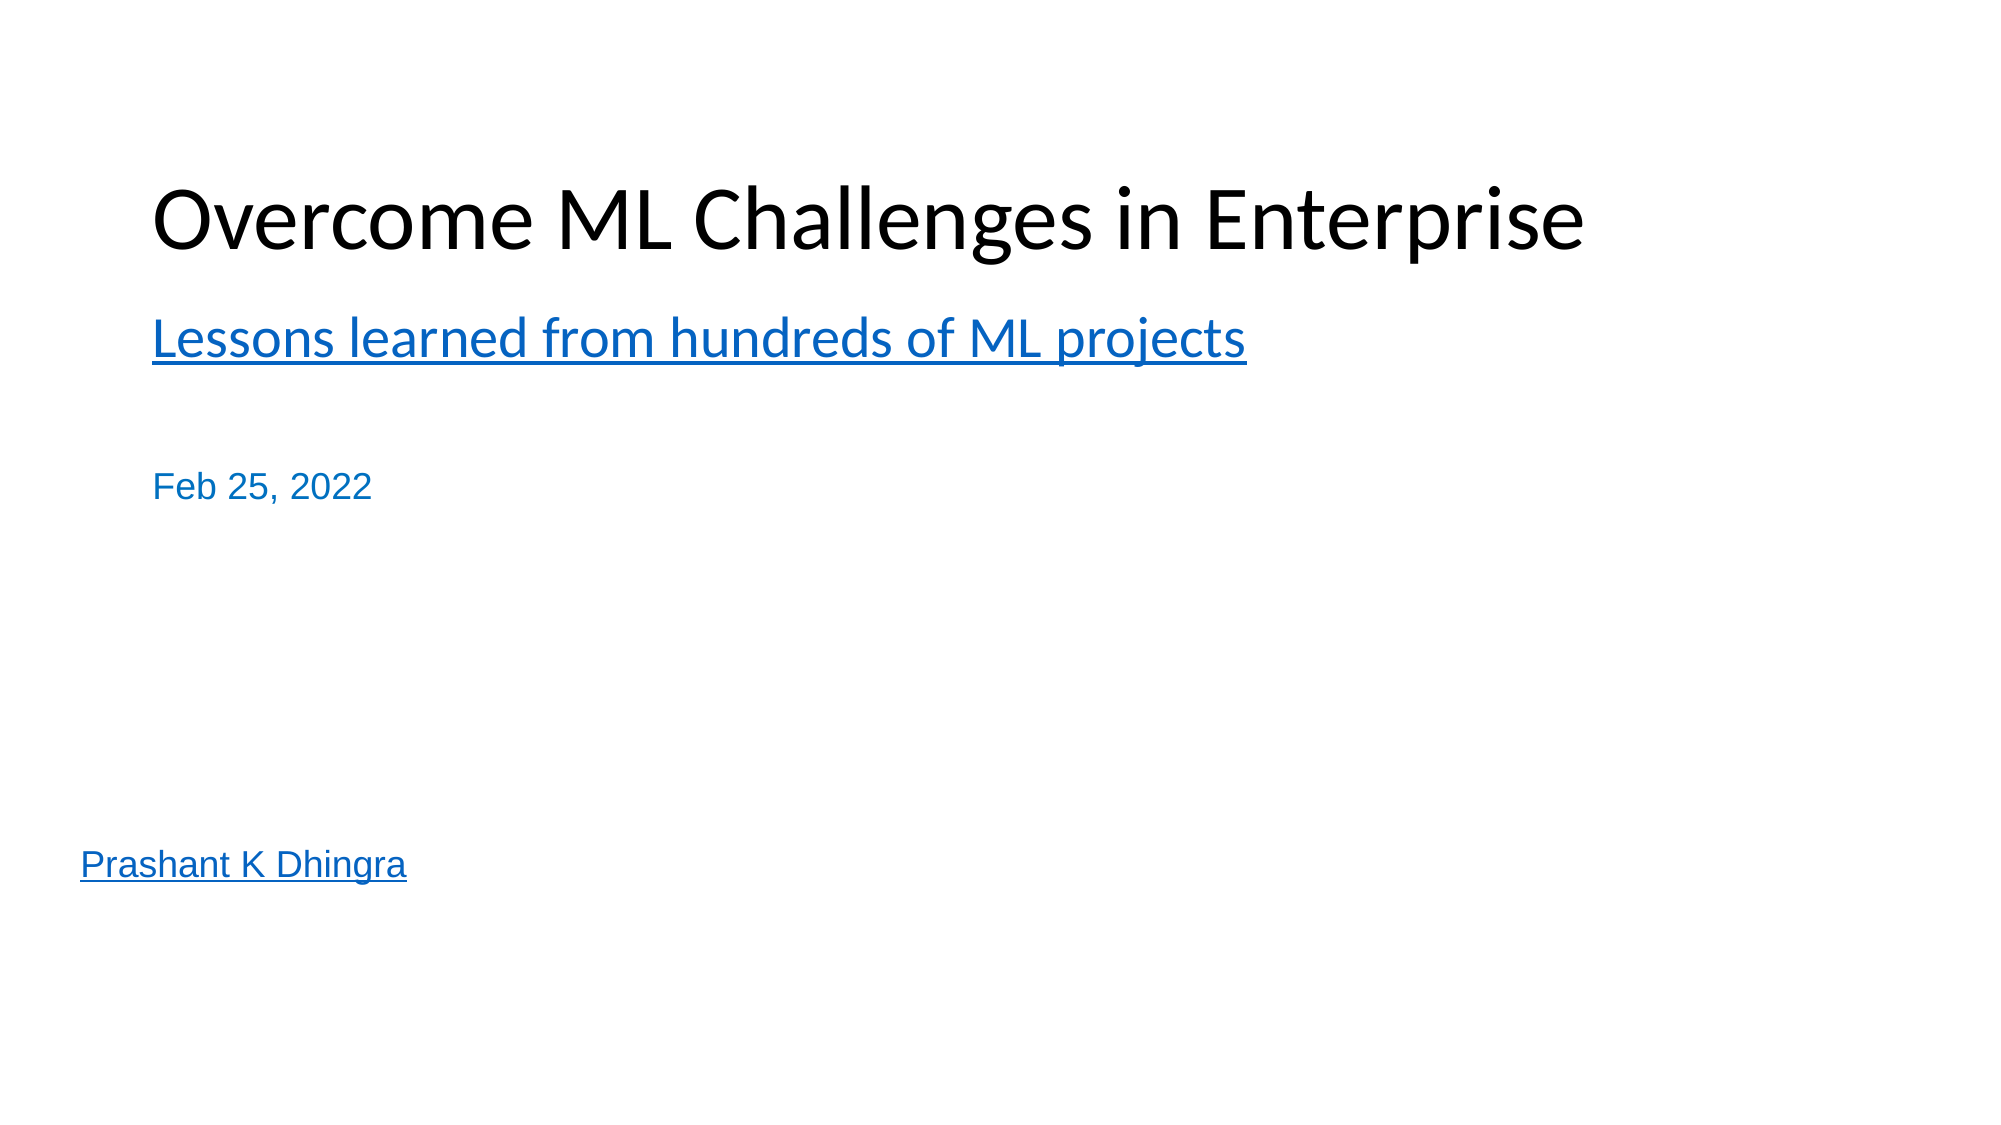 Overcome ML Challenges in Enterprise
Lessons learned from hundreds of ML projects
Feb 25, 2022
Prashant K Dhingra